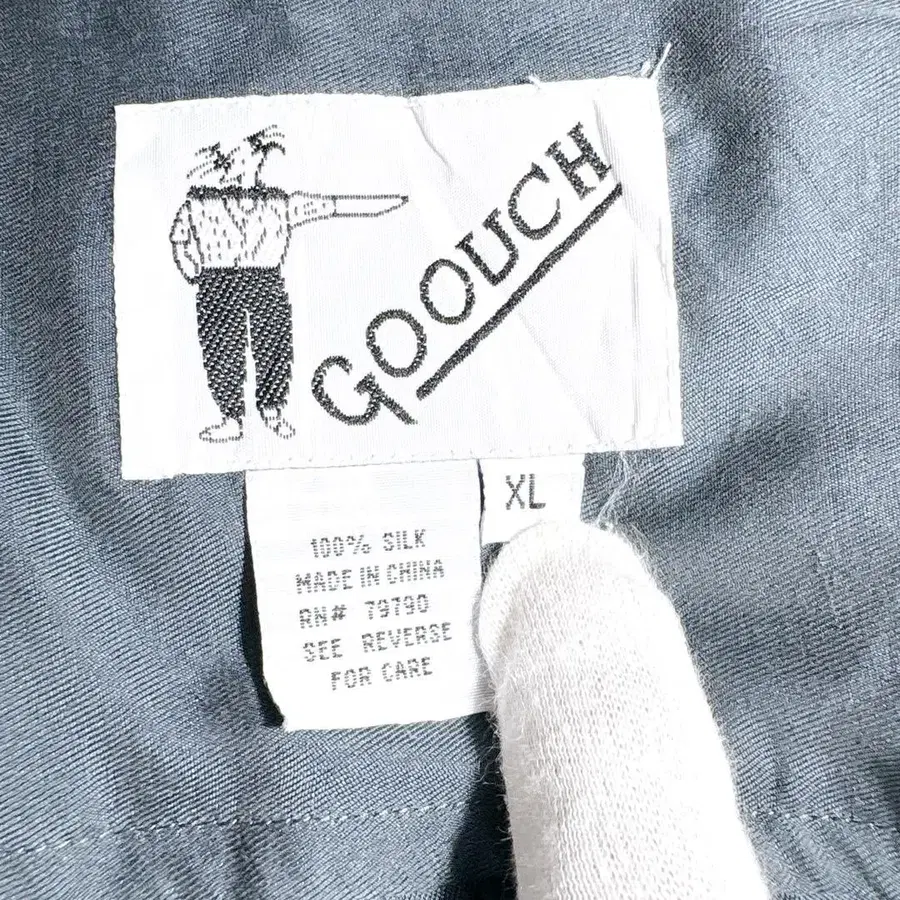 GOOUCH
XL
100% SILK
MADE IN CHINA
RN# 79790
SEE REVERSE
FOR CARE